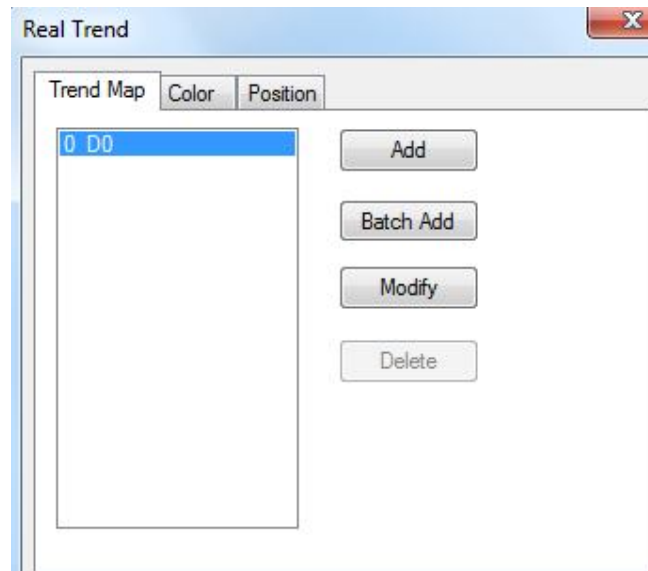 Real Trend
Trend Map Color Position
0 D0
Add
Batch Add
Modify
Delete